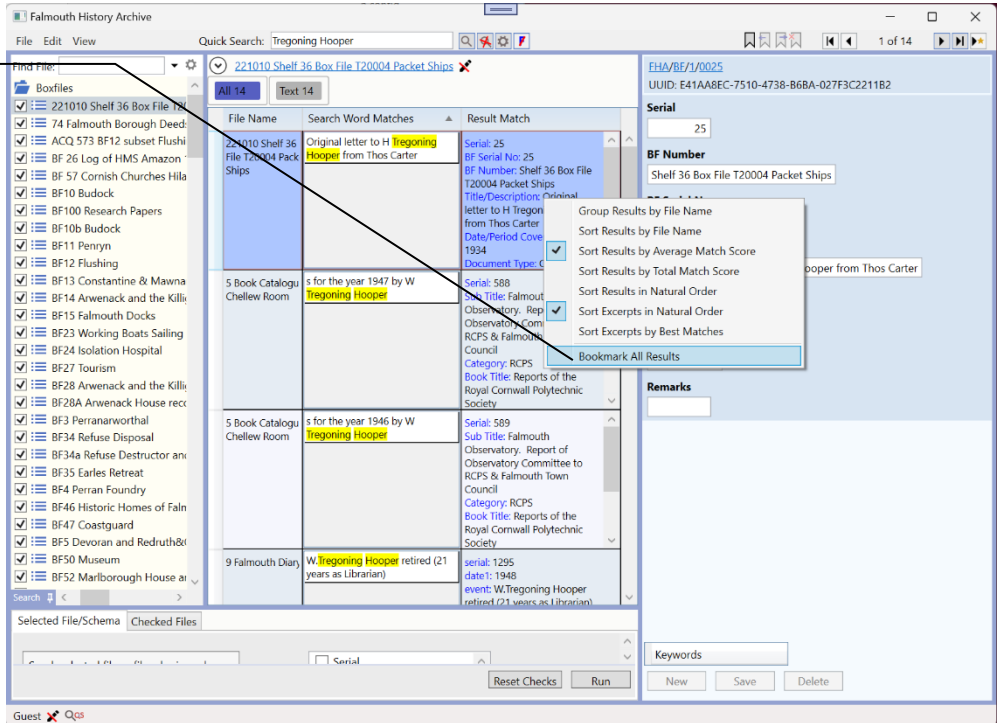 Falmouth History Archive
File Edit View
Quick Search: Tregoning Hooper
1 of 14
Find File:
Boxfiles
221010 Shelf 36 Box File T20
74 Falmouth Borough Deed
ACQ 573 BF12 subset Flushi
BF 26 Log of HMS Amazon
BF 57 Cornish Churches Hila
BF10 Budock
BF100 Research Papers
BF10b Budock
BF11 Penryn
BF12 Flushing
BF13 Constantine & Mawna
BF14 Arwenack and the Killi
BF15 Falmouth Docks
BF23 Working Boats Sailing
BF24 Isolation Hospital
BF27 Tourism
BF28 Arwenack and the Killi
BF28A Arwenack House reco
BF3 Perranarworthal
BF34 Refuse Disposal
BF34a Refuse Destructor and
BF35 Earles Retreat
BF4 Perran Foundry
BF46 Historic Homes of Faln
BF47 Coastguard
BF5 Devoran and Redruth&
BF50 Museum
BF52 Marlborough House a
Search
221010 Shelf 36 Box File T20004 Packet Ships
All 14 Text 14
File Name Search Word Matches Result Match
221010 Shelf 36
File T20004 Pack
Ships
Original letter to H Tregoning
Hooper from Thos Carter
Serial: 25
BF Serial No: 25
BF Number: Shelf 36 Box File
T20004 Packet Ships
Title/Description: Original
letter to H Tregon
from Thos Carter
Date/Period Cove
1934
Document Type:
5 Book Catalogu
Chellew Room
s for the year 1947 by W
Tregoning Hooper
Serial: 588
Sub Title: Falmout
Observatory. Rep
Observatory Com
RCPS & Falmouth
Council
Category: RCPS
Book Title: Reports of the
Royal Cornwall Polytechnic
Society
5 Book Catalogu
Chellew Room
s for the year 1946 by W
Tregoning Hooper
Serial: 589
Sub Title: Falmouth
Observatory. Report of
Observatory Committee to
RCPS & Falmouth Town
Council
Category: RCPS
Book Title: Reports of the
Royal Cornwall Polytechnic
Society
9 Falmouth Diary
W.Tregoning Hooper retired (21
years as Librarian)
serial: 1295
date1: 1948
event: W.Tregoning Hooper
retired (21 years as Librarian)
Group Results by File Name
Sort Results by File Name
Sort Results by Average Match Score
Sort Results by Total Match Score
Sort Results in Natural Order
Sort Excerpts in Natural Order
Sort Excerpts by Best Matches
Bookmark All Results
FHA/BF/1/0025
UUID: E41AA8EC-7510-4738-B6BA-027F3C2211B2
Serial
25
BF Number
Shelf 36 Box File T20004 Packet Ships
ooper from Thos Carter
Remarks
Keywords
New Save Delete
Selected File/Schema Checked Files
Serial
Reset Checks Run
Guest